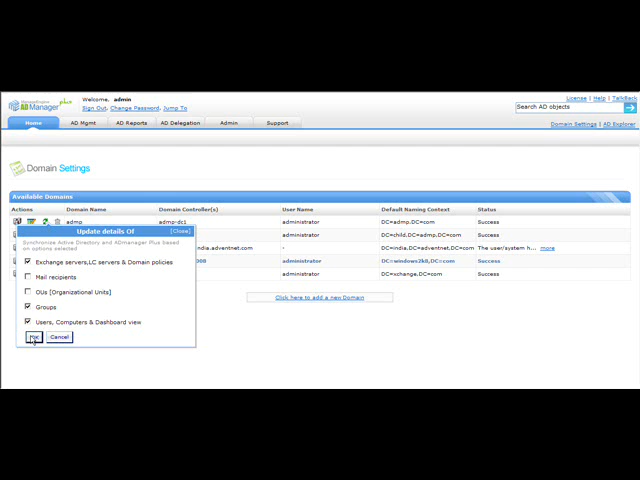 ManageEngine
ADManager plus
Welcome, admin
Sign Out Change Password Jump To
License | Help | TalkBack
Search AD objects
Home AD Mgmt AD Reports AD Delegation Admin Support
Domain Settings | AD Explorer
Domain Settings
Available Domains
Actions Domain Name Domain Controller(s) User Name Default Naming Context Status
admp admp-dc1 administrator DC=admp,DC=com Success
administrator DC=child,DC=admp,DC=com Success
india.adventnet.com - DC=india,DC=adventnet,DC=com The user/system h... more
008 administrator DC=windows2k8,DC=com Success
administrator DC=xchange,DC=com Success
Update details Of [Close]
Synchronise Active Directory and ADmanager Plus based
on options selected
Exchange servers,LC servers & Domain policies
Mail recipients
OUs [Organizational Units]
Groups
Users, Computers & Dashboard view
Cancel
Click here to add a new Domain